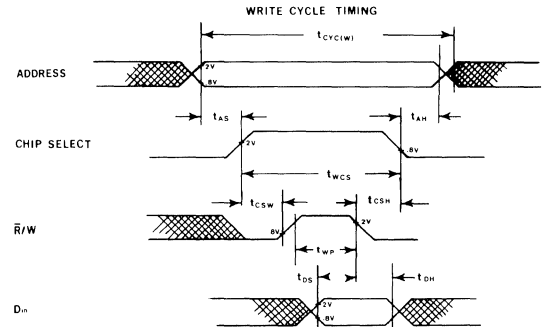 WRITE CYCLE TIMING
tCYC(W)
ADDRESS
2V
.8V
tAS
tAH
CHIP SELECT
2V
.8V
tWCS
tCSW
tCSH
R̅/W
.8V
2V
tWP
tDS
tDH
Din
2V
.8V